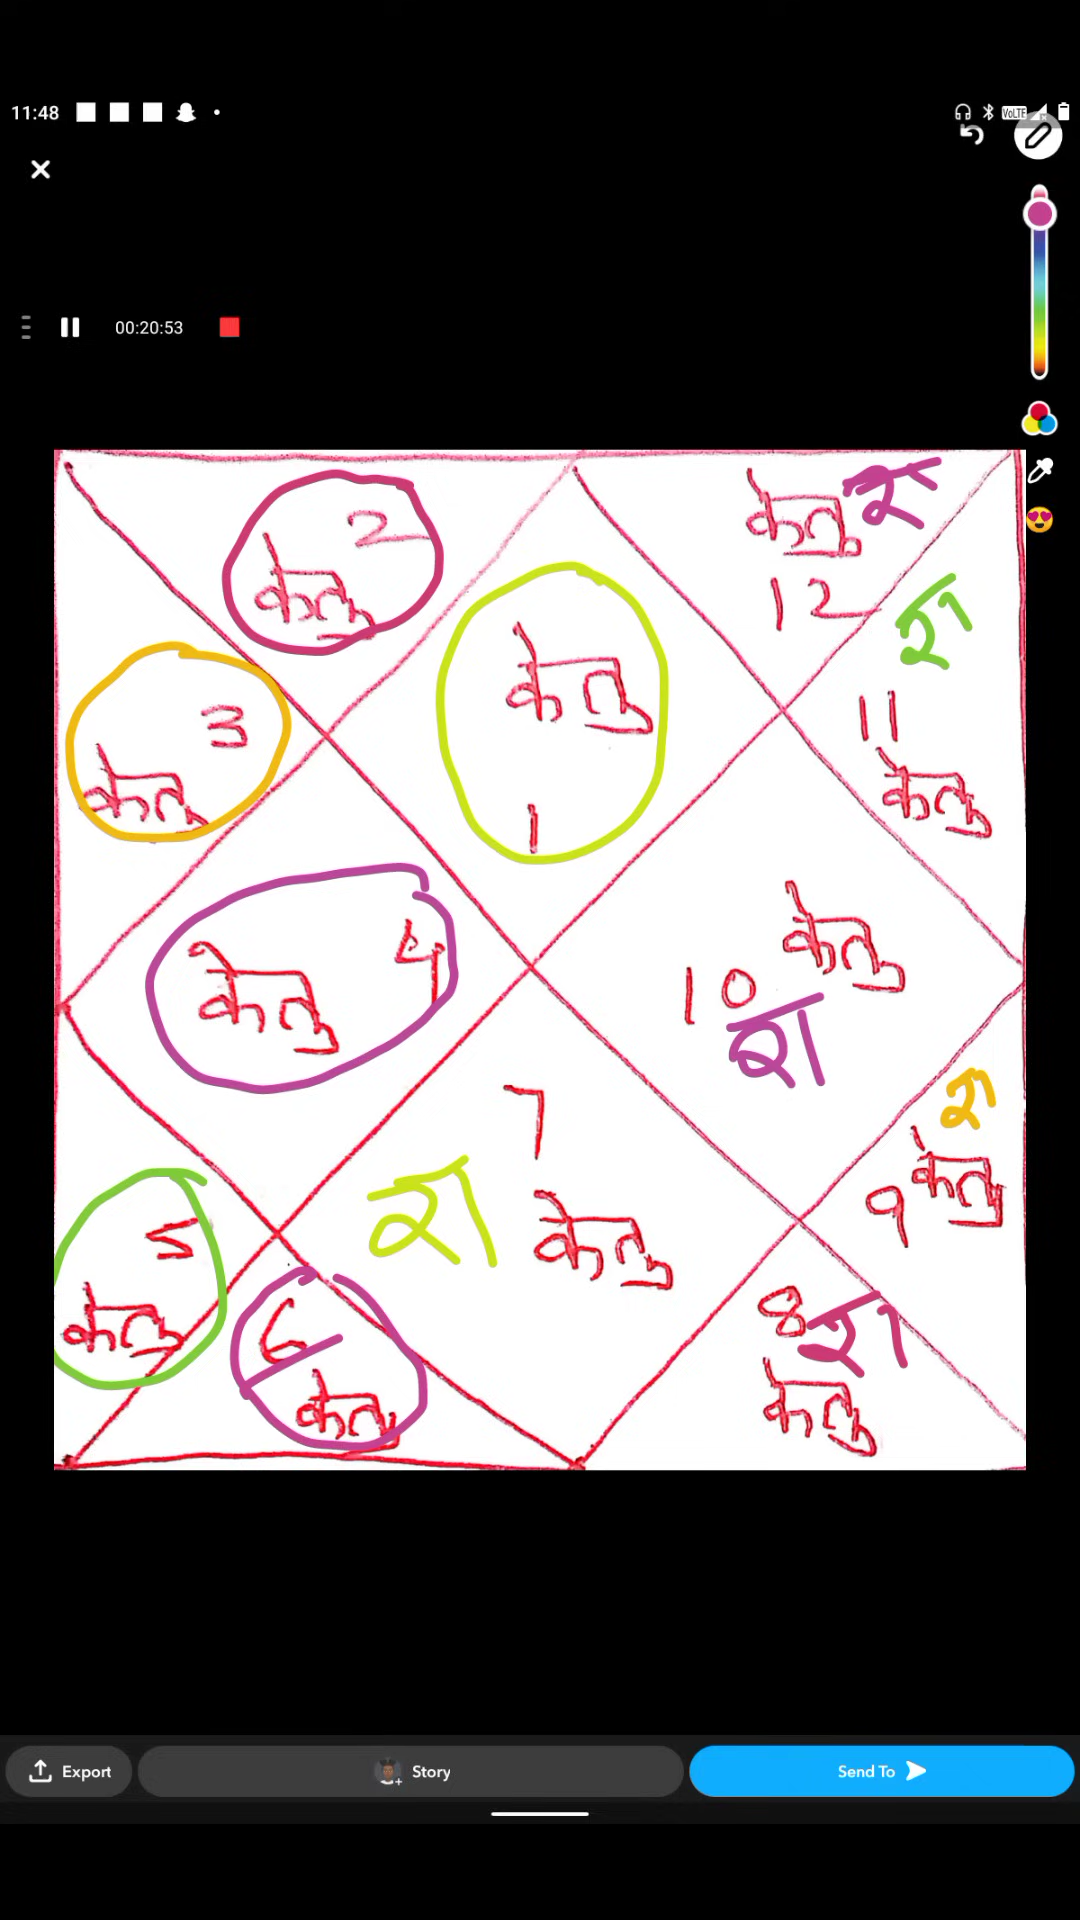 11:48
VoLTE
00:20:53
2
केतु
केतु
12
रा
3
केतु
केतु
1
रा
11
केतु
केतु
4
केतु
10
रा
7
रा
केतु
रा
केतु
9
5
केतु
6
केतु
8
रा
केतु
Export
Story
Send To